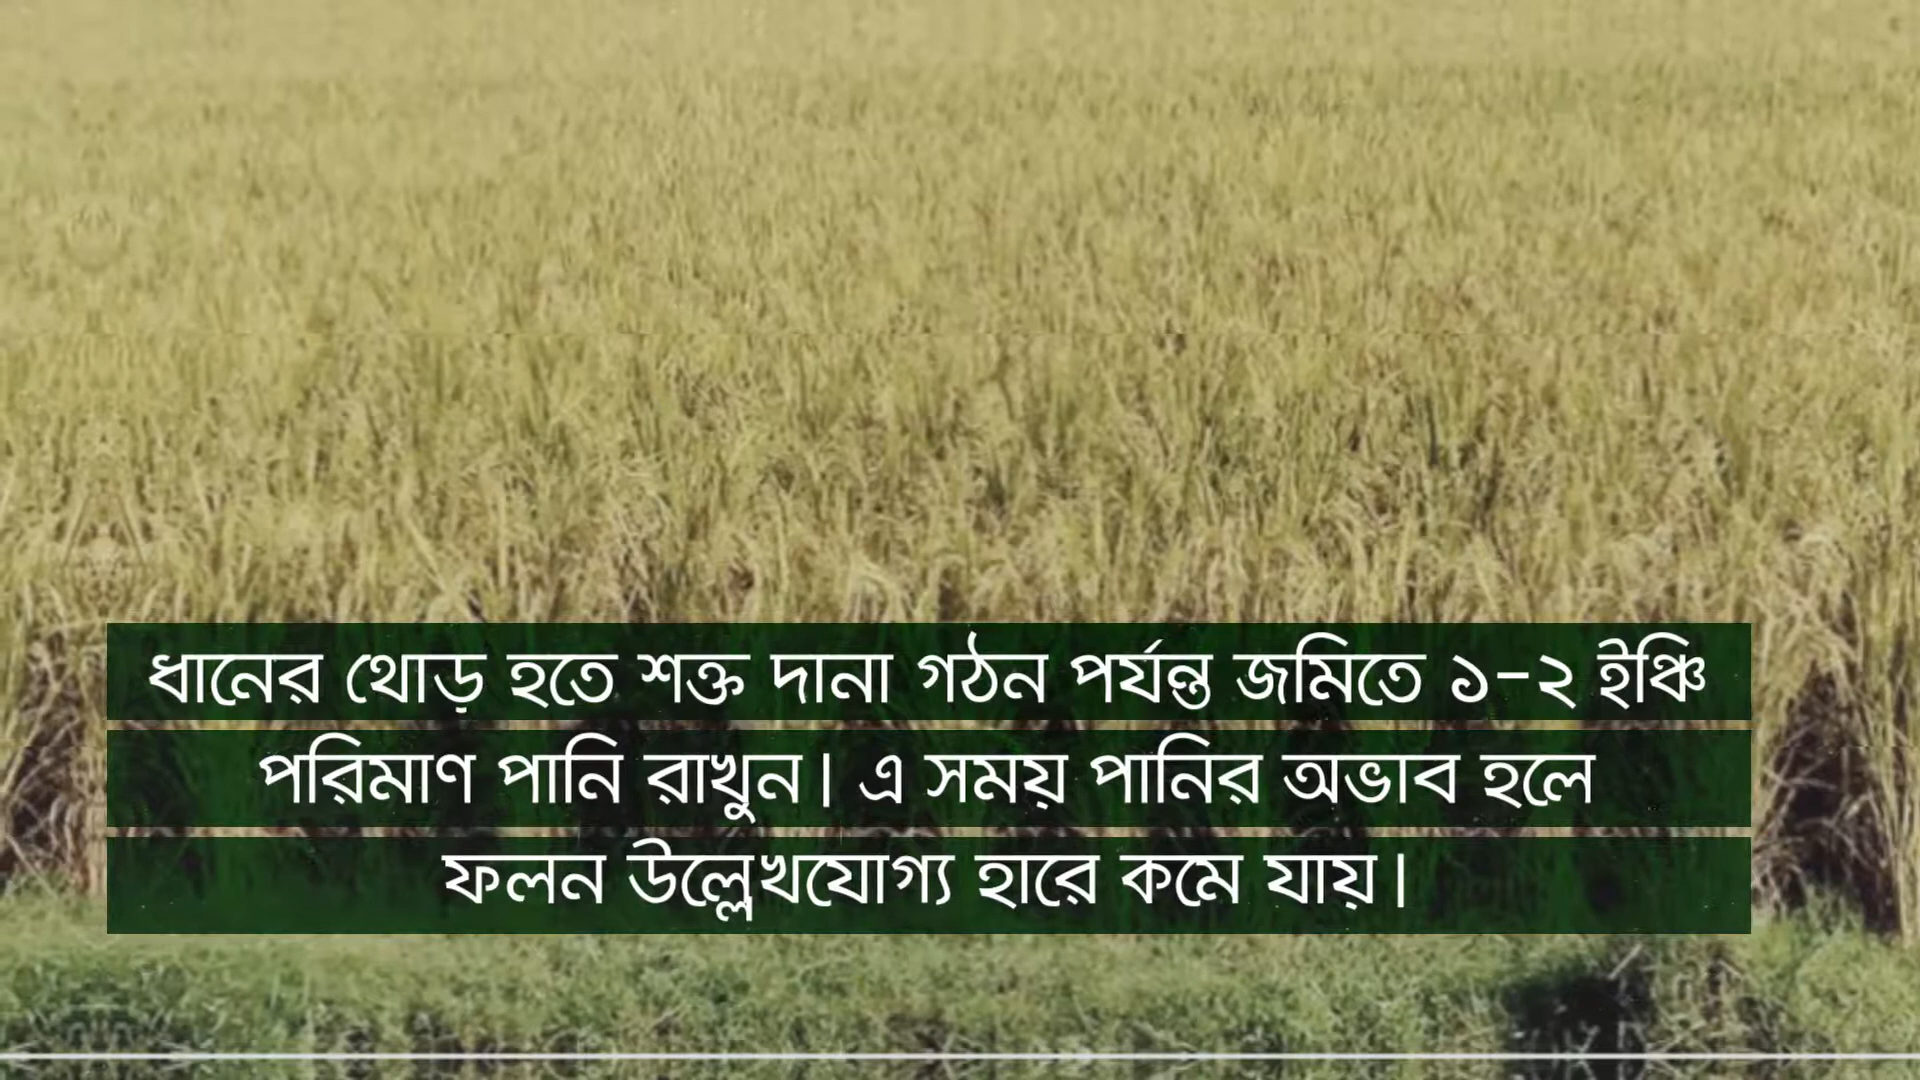 ধানের থোড় হতে শক্ত দানা গঠন পর্যন্ত জমিতে ১-২ ইঞ্চি
পরিমাণ পানি রাখুন। এ সময় পানির অভাব হলে
ফলন উল্লেখযোগ্য হারে কমে যায়।